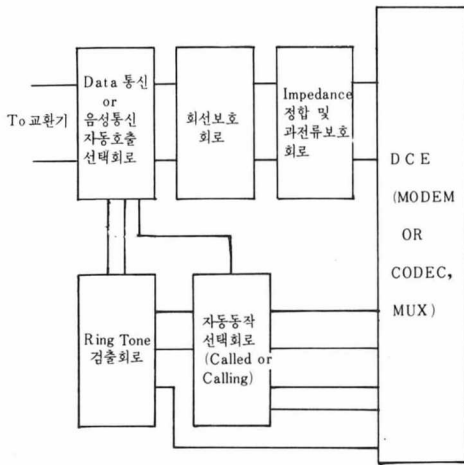 To 교환기
Data 통신
or
음성통신
자동호출
선택회로
회선보호
회로
Impedance
정합 및
과전류보호
회로
DCE
(MODEM
OR
CODEC,
MUX)
Ring Tone
검출회로
자동동작
선택회로
(Called or
Calling)